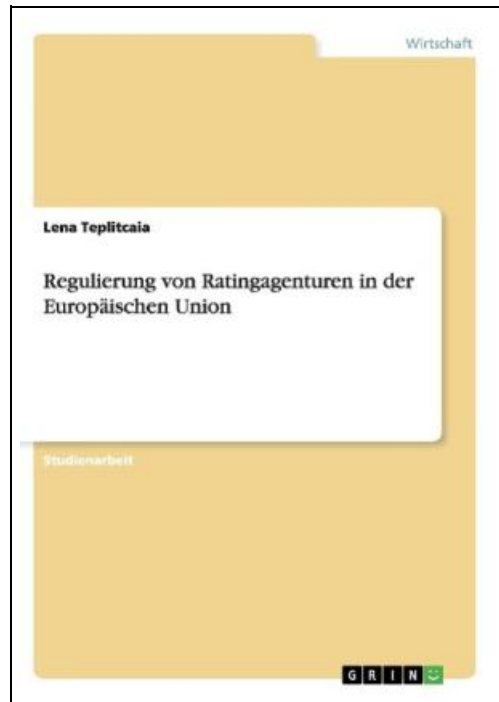 Wirtschaft
Lena Teplitcaia
Regulierung von Ratingagenturen in der
Europäischen Union
Studienarbeit
GRIN